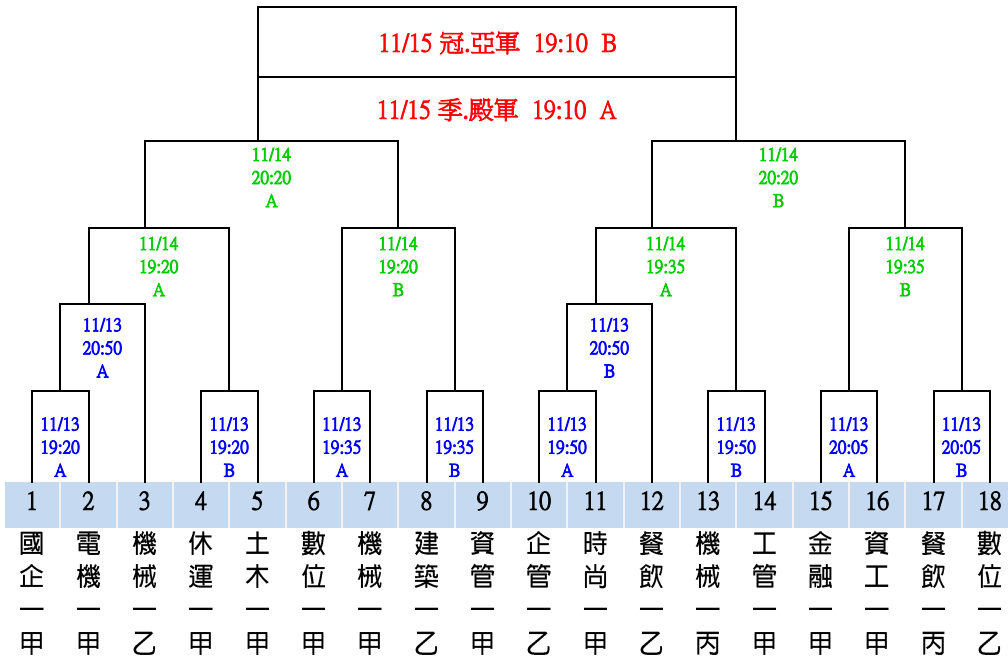 11/15 冠.亞軍 19:10 B
11/15 季.殿軍 19:10 A
11/14
20:20
A
11/14
20:20
B
11/14
19:20
A
11/14
19:20
B
11/14
19:35
A
11/14
19:35
B
11/13
20:50
A
11/13
20:50
B
11/13
19:20
A
11/13
19:20
B
11/13
19:35
A
11/13
19:35
B
11/13
19:50
A
11/13
19:50
B
11/13
20:05
A
11/13
20:05
B
1 2 3 4 5 6 7 8 9 10 11 12 13 14 15 16 17 18
國企一甲
電機一甲
機械一乙
休運一甲
土木一甲
數位一甲
機械一甲
建築一乙
資管一甲
企管一乙
時尚一甲
餐飲一乙
機械一丙
工管一甲
金融一甲
資工一甲
餐飲一丙
數位一乙